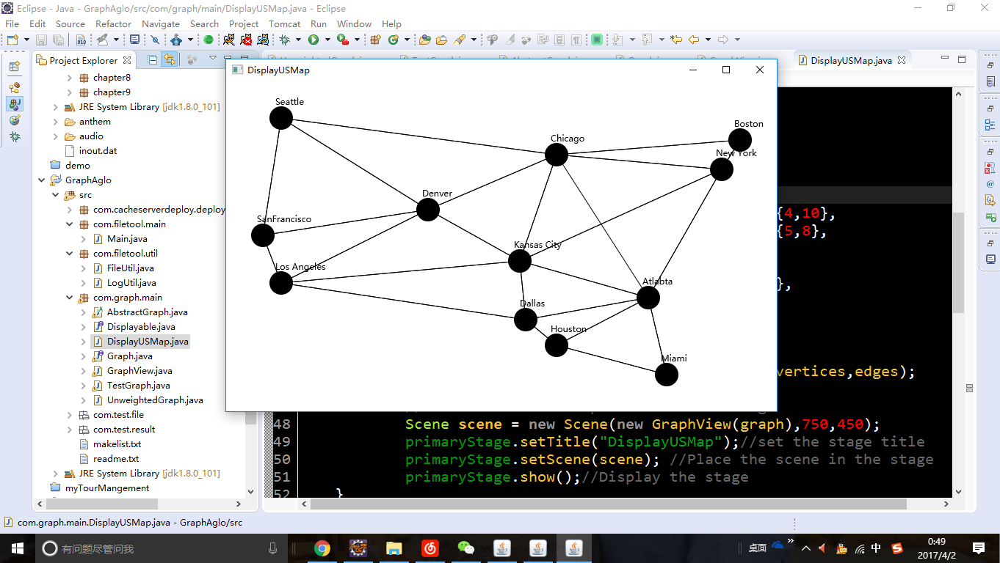 Eclipse - Java - GraphAglo/src/com/graph/main/DisplayUSMap.java - Eclipse
File Edit Source Refactor Navigate Search Project Tomcat Run Window Help
Project Explorer
DisplayUSMap.java
chapter8
chapter9
JRE System Library [jdk1.8.0_101]
anthem
audio
inout.dat
demo
GraphAglo
src
com.cacheserverdeploy.deploy
com.filetool.main
Main.java
com.filetool.util
FileUtil.java
LogUtil.java
com.graph.main
AbstractGraph.java
Displayable.java
DisplayUSMap.java
Graph.java
GraphView.java
TestGraph.java
UnweightedGraph.java
com.test.file
com.test.result
makelist.txt
readme.txt
JRE System Library [jdk1.8.0_101]
myTourMangement
DisplayUSMap
Seattle
Boston
Chicago
New York
Denver
SanFrancisco
Kansas City
Los Angeles
Atlabta
Dallas
Houston
Miami
{4,10},
{5,8},
},
vertices,edges);
48 Scene scene = new Scene(new GraphView(graph),750,450);
49 primaryStage.setTitle("DisplayUSMap");//set the stage title
50 primaryStage.setScene(scene); //Place the scene in the stage
51 primaryStage.show();//Display the stage
52 }
com.graph.main.DisplayUSMap.java - GraphAglo/src
有问题尽管问我
桌面
中
0:49
2017/4/2